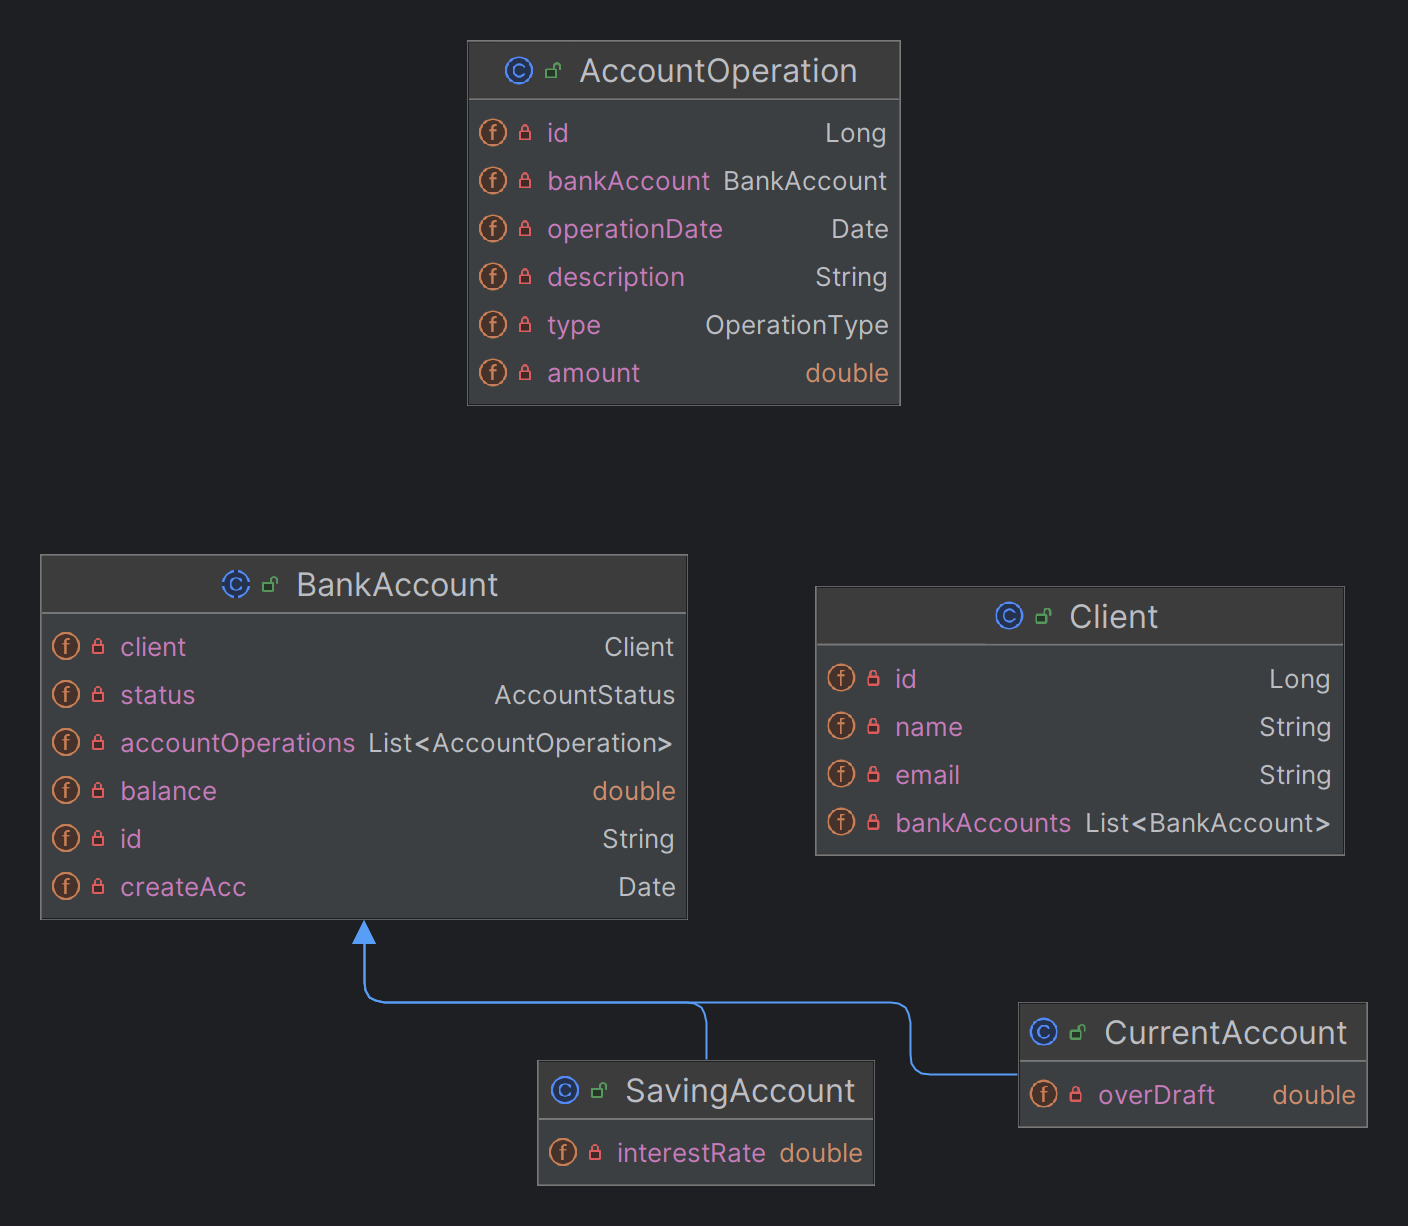 AccountOperation
id Long
bankAccount BankAccount
operationDate Date
description String
type OperationType
amount double
BankAccount
client Client
status AccountStatus
accountOperations List<AccountOperation>
balance double
id String
createAcc Date
Client
id Long
name String
email String
bankAccounts List<BankAccount>
SavingAccount
interestRate double
CurrentAccount
overDraft double